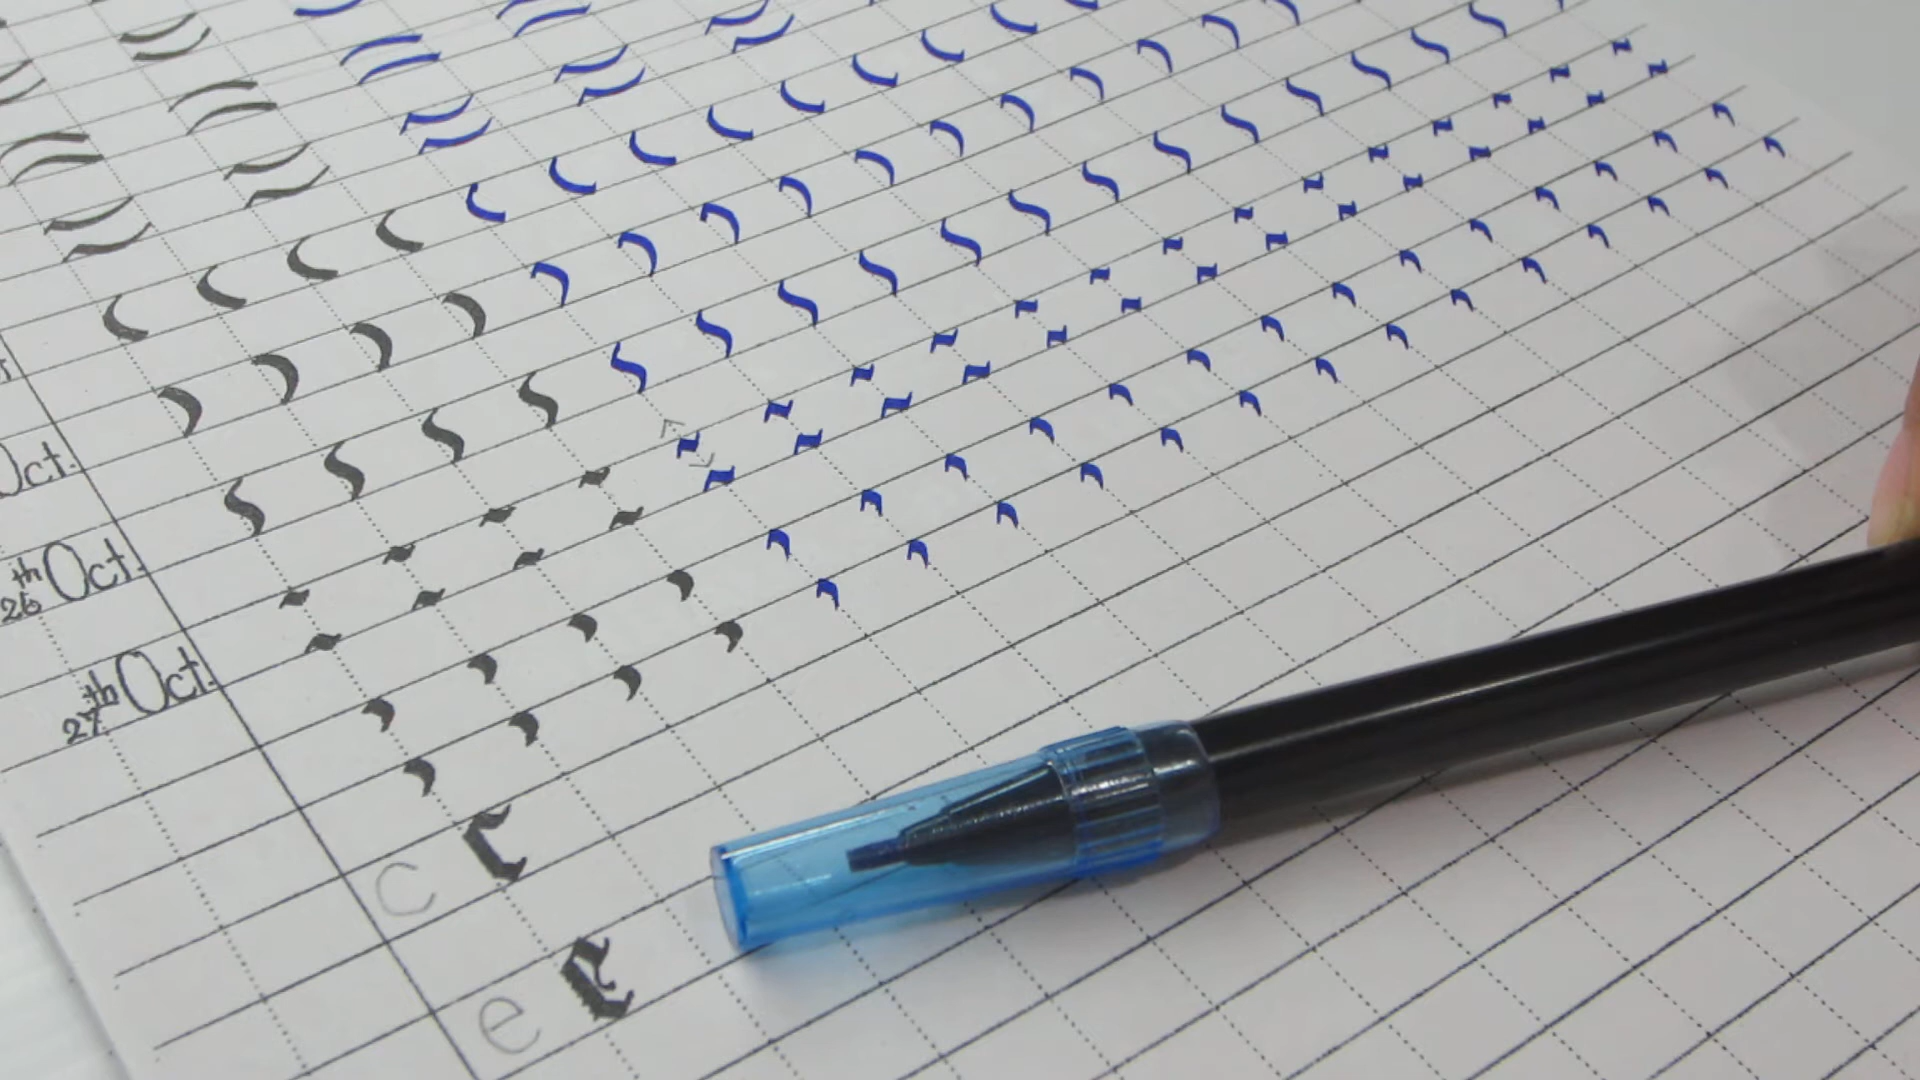 Oct.
26th Oct.
27th Oct.
c c
e e